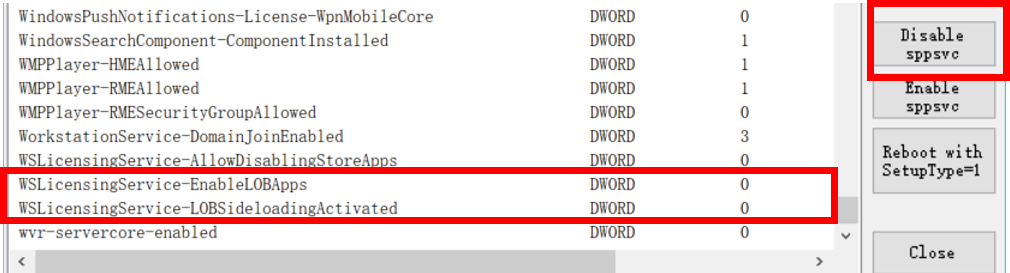 WindowsPushNotifications-License-WpnMobileCore DWORD 0
WindowsSearchComponent-ComponentInstalled DWORD 1
WMPPlayer-HMEAllowed DWORD 1
WMPPlayer-RMEAllowed DWORD 1
WMPPlayer-RMESecurityGroupAllowed DWORD 0
WorkstationService-DomainJoinEnabled DWORD 3
WSLicensingService-AllowDisablingStoreApps DWORD 0
WSLicensingService-EnableLOBApps DWORD 0
WSLicensingService-LOBSideloadingActivated DWORD 0
wvr-servercore-enabled DWORD 0
Disable
sppsvc
Enable
sppsvc
Reboot with
SetupType=1
Close